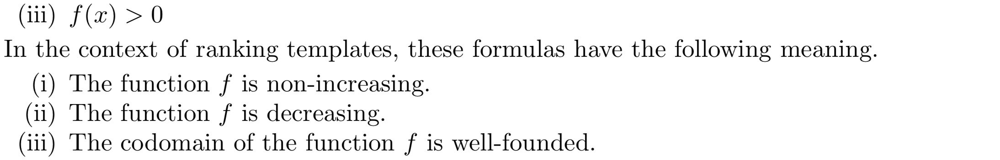 (iii) f(x) > 0
In the context of ranking templates, these formulas have the following meaning.
(i) The function f is non-increasing.
(ii) The function f is decreasing.
(iii) The codomain of the function f is well-founded.